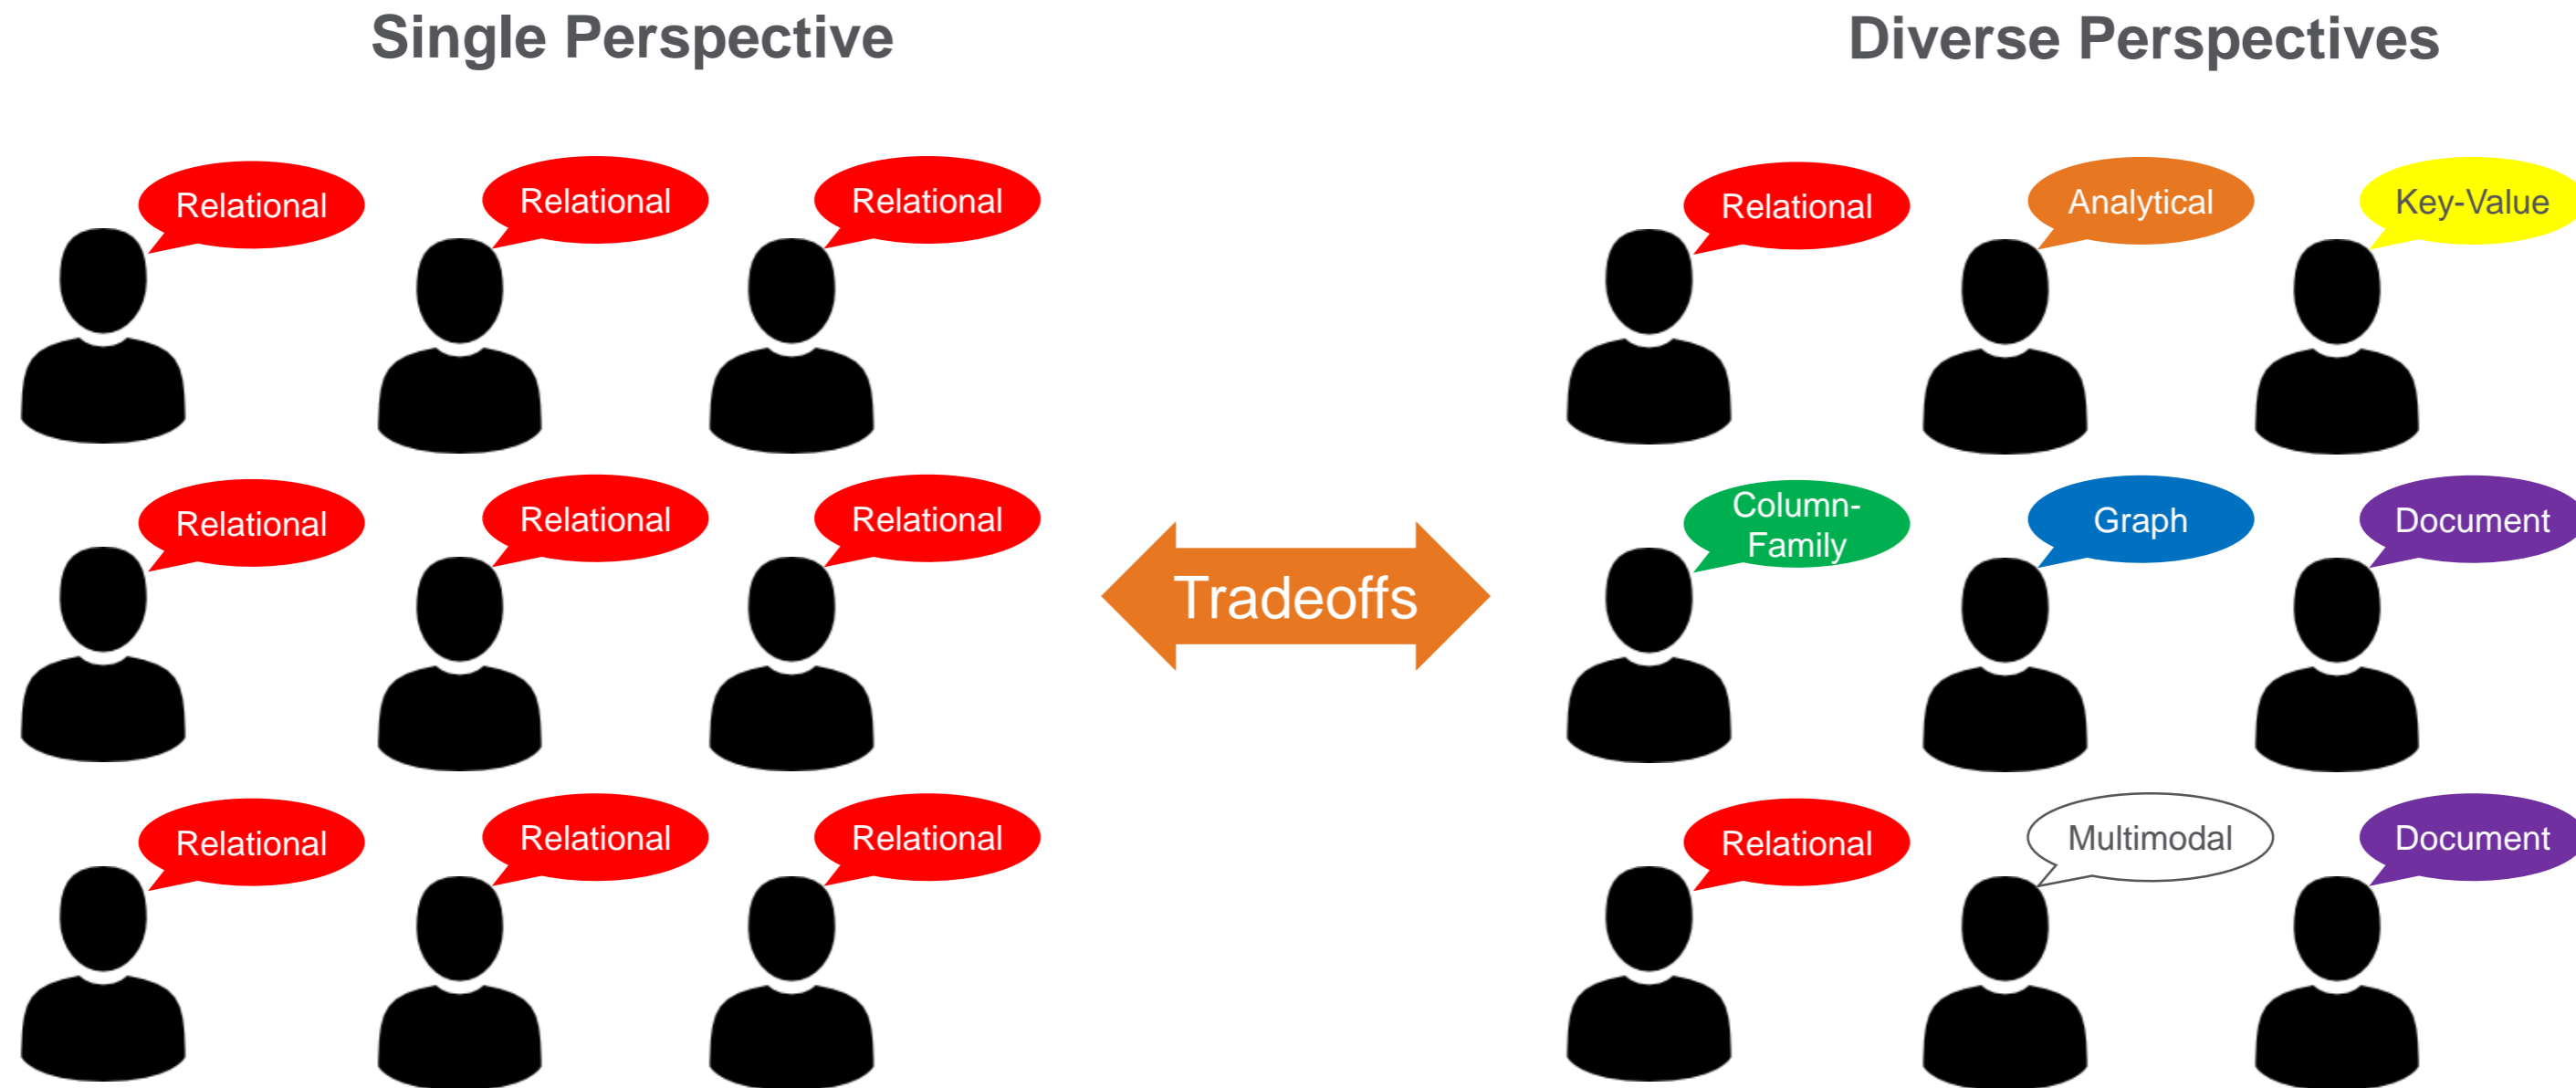 Single Perspective
Relational
Relational
Relational
Relational
Relational
Relational
Relational
Relational
Relational
Tradeoffs
Diverse Perspectives
Relational
Analytical
Key-Value
Column-
Family
Graph
Document
Relational
Multimodal
Document